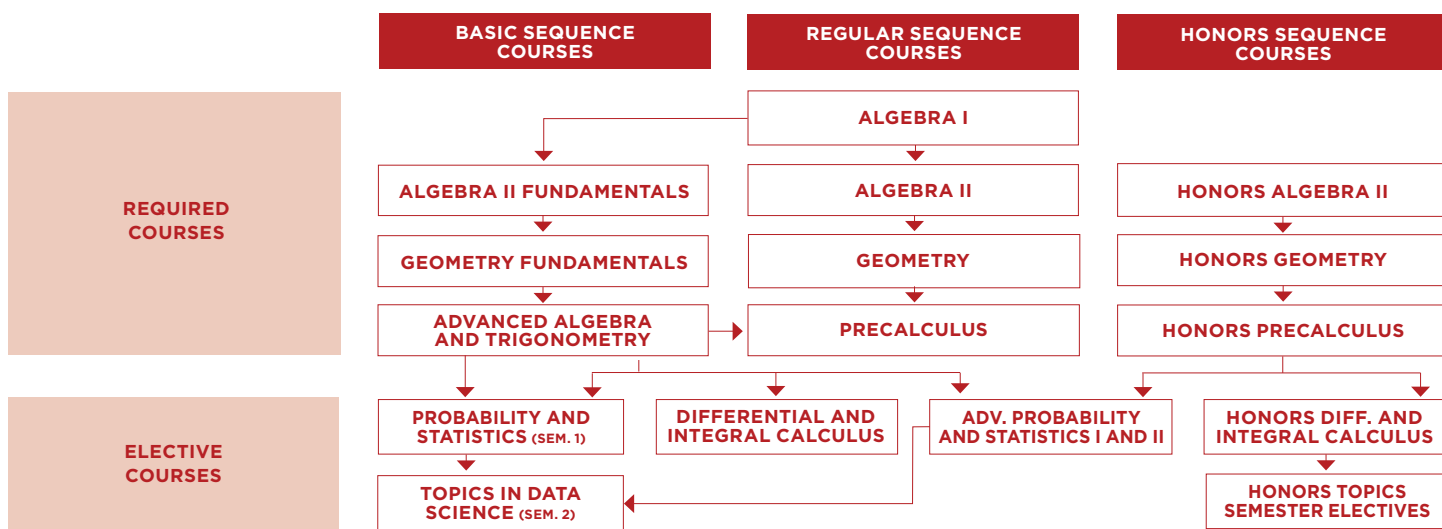 BASIC SEQUENCE
COURSES
REGULAR SEQUENCE
COURSES
HONORS SEQUENCE
COURSES
REQUIRED
COURSES
ALGEBRA I
ALGEBRA II FUNDAMENTALS
ALGEBRA II
HONORS ALGEBRA II
GEOMETRY FUNDAMENTALS
GEOMETRY
HONORS GEOMETRY
ADVANCED ALGEBRA
AND TRIGONOMETRY
PRECALCULUS
HONORS PRECALCULUS
ELECTIVE
COURSES
PROBABILITY AND
STATISTICS (SEM. 1)
DIFFERENTIAL AND
INTEGRAL CALCULUS
ADV. PROBABILITY
AND STATISTICS I AND II
HONORS DIFF. AND
INTEGRAL CALCULUS
TOPICS IN DATA
SCIENCE (SEM. 2)
HONORS TOPICS
SEMESTER ELECTIVES